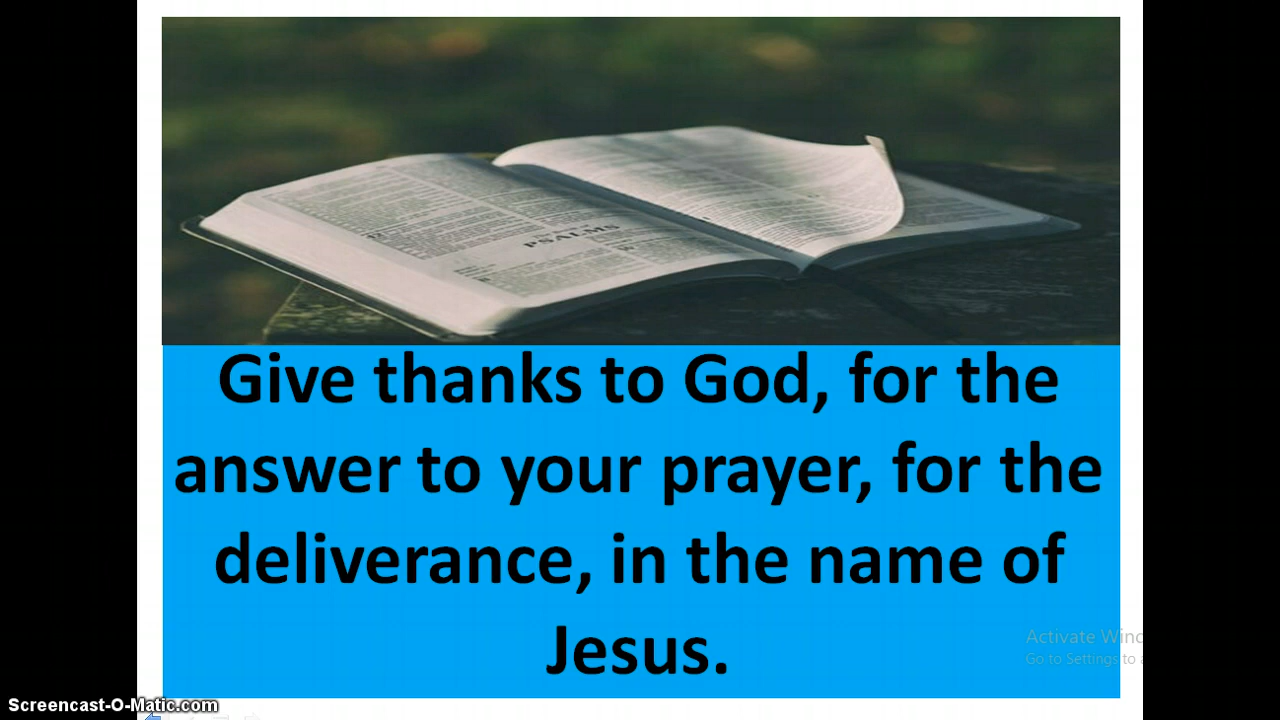 PSALMS
Give thanks to God, for the
answer to your prayer, for the
deliverance, in the name of
Jesus.
Activate Wind
Go to Settings to a
Screencast-O-Matic.com